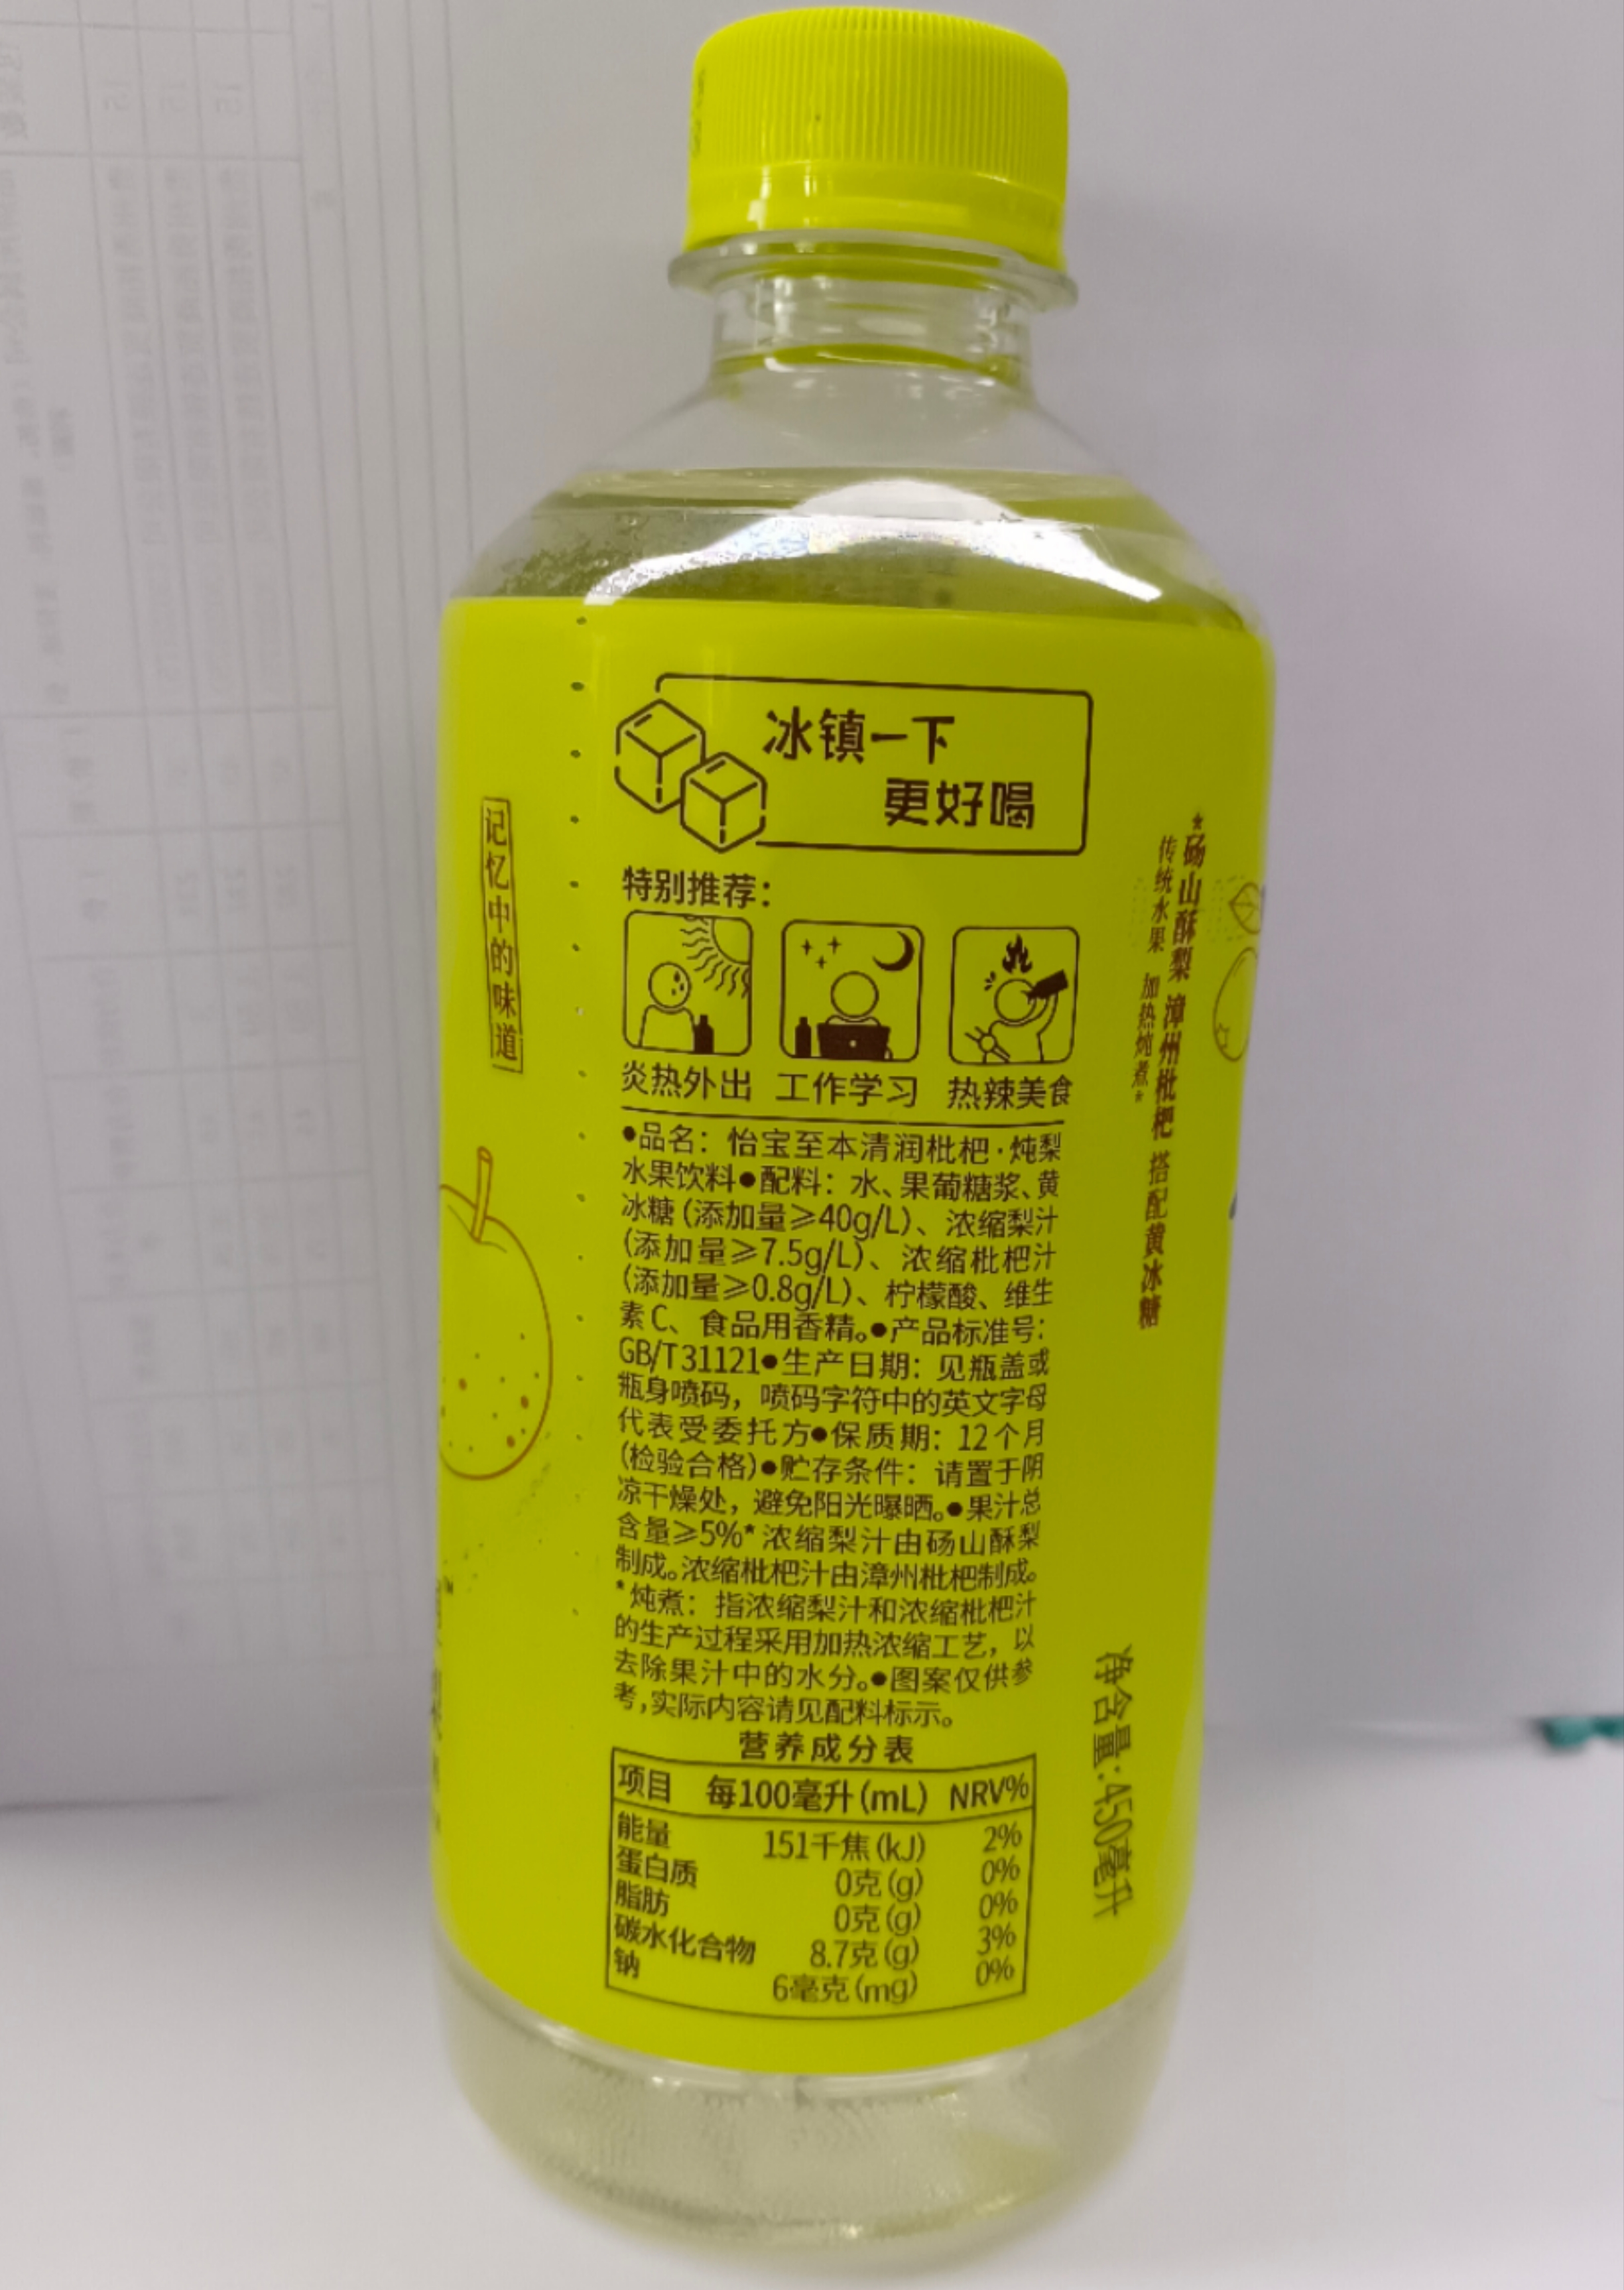 冰镇一下
更好喝
特别推荐：
炎热外出 工作学习 热辣美食
●品名：怡宝至本清润枇杷·炖梨
水果饮料●配料：水、果葡糖浆、黄
冰糖(添加量≥40g/L)、浓缩梨汁
(添加量≥7.5g/L)、浓缩枇杷汁
(添加量≥0.8g/L)、柠檬酸、维生
素C、食品用香精。●产品标准号：
GB/T31121●生产日期：见瓶盖或
瓶身喷码，喷码字符中的英文字母
代表受委托方●保质期：12个月
(检验合格)●贮存条件：请置于阴
凉干燥处，避免阳光曝晒。●果汁总
含量≥5%*浓缩梨汁由砀山酥梨
制成。浓缩枇杷汁由漳州枇杷制成。
*炖煮：指浓缩梨汁和浓缩枇杷汁
的生产过程采用加热浓缩工艺，以
去除果汁中的水分。●图案仅供参
考,实际内容请见配料标示。
营养成分表
项目 每100毫升(mL) NRV%
能量 151千焦(kJ) 2%
蛋白质 0克(g) 0%
脂肪 0克(g) 0%
碳水化合物 8.7克(g) 3%
钠 6毫克(mg) 0%
记忆中的味道
*砀山酥梨 漳州枇杷 搭配黄冰糖
传统水果 加热炖煮*
净含量：450毫升